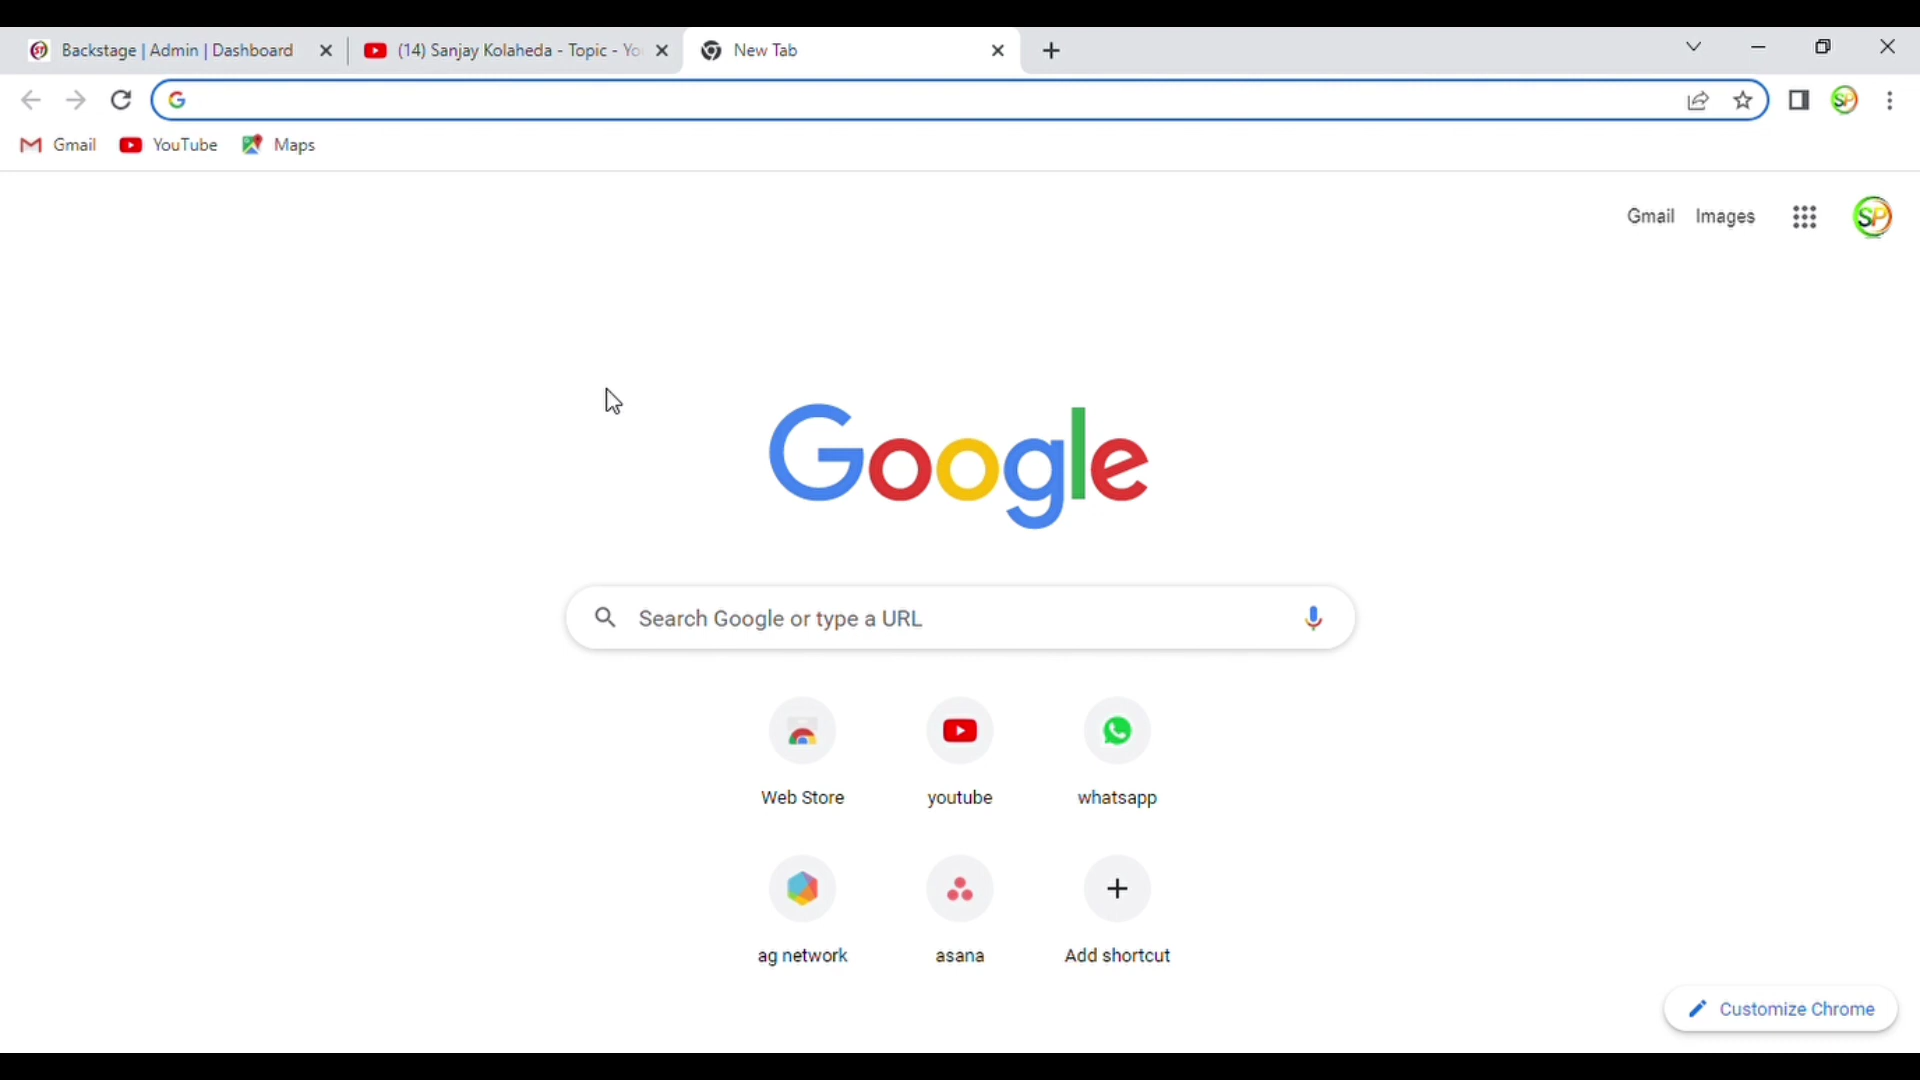 Backstage | Admin | Dashboard
(14) Sanjay Kolaheda - Topic - Yo
New Tab
Gmail
YouTube
Maps
Gmail
Images
SP
Google
Search Google or type a URL
Web Store
youtube
whatsapp
ag network
asana
Add shortcut
Customize Chrome